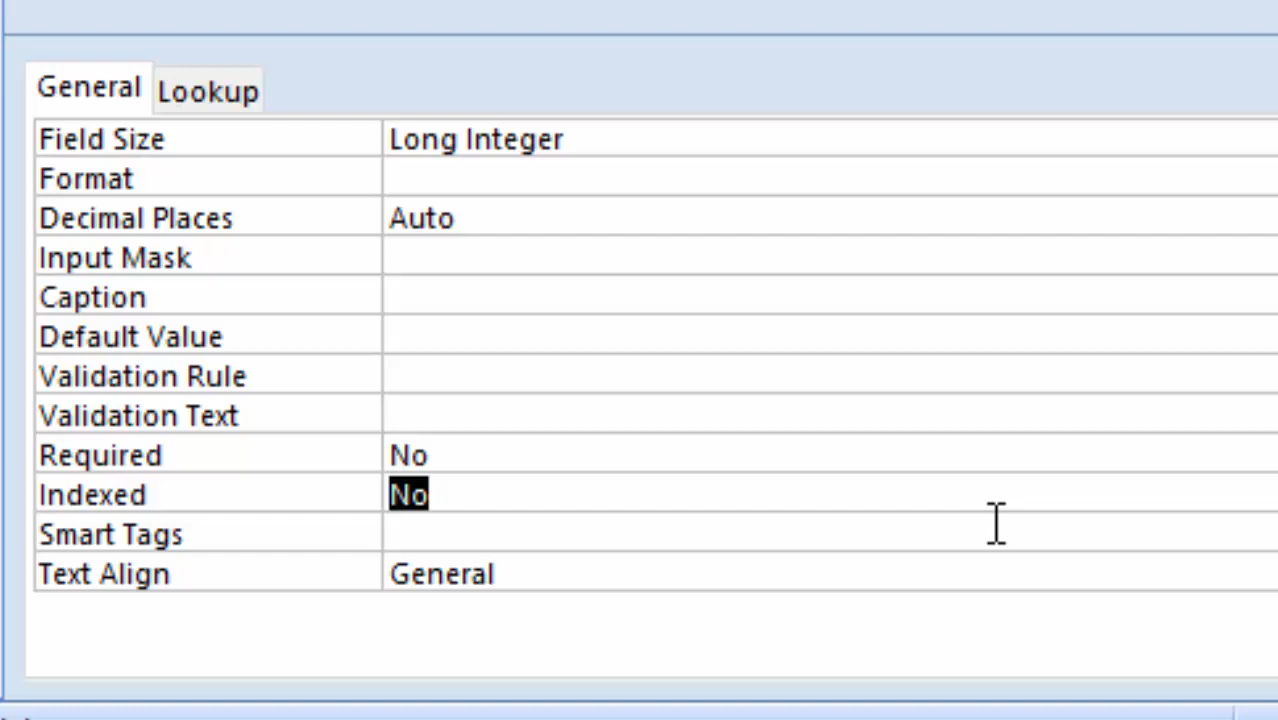 General Lookup
Field Size Long Integer
Format
Decimal Places Auto
Input Mask
Caption
Default Value
Validation Rule
Validation Text
Required No
Indexed No
Smart Tags
Text Align General